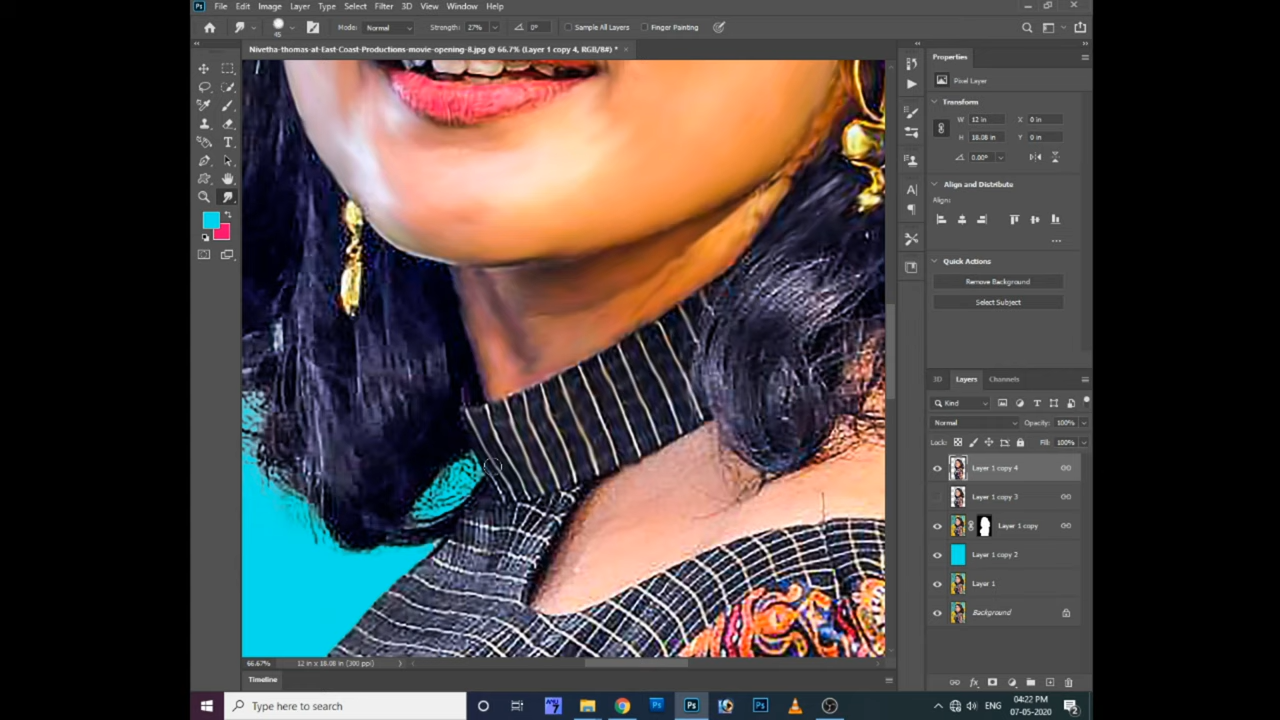 File Edit Image Layer Type Select Filter 3D View Window Help
45 Mode: Normal Strength: 27% 0° Sample All Layers Finger Painting
Nivetha-thomas-at-East-Coast-Productions-movie-opening-8.jpg @ 66.7% (Layer 1 copy 4, RGB/8#) *
Properties
Pixel Layer
Transform
W: 12 in X: 0 in
H: 18.08 in Y: 0 in
0.00°
Align and Distribute
Align:
Quick Actions
Remove Background
Select Subject
3D Layers Channels
Kind
Normal Opacity: 100%
Lock: Fill: 100%
Layer 1 copy 4
Layer 1 copy 3
Layer 1 copy
Layer 1 copy 2
Layer 1
Background
66.67% 12 in x 18.08 in (300 ppi)
Timeline
Type here to search
ENG
04:22 PM
07-05-2020
2